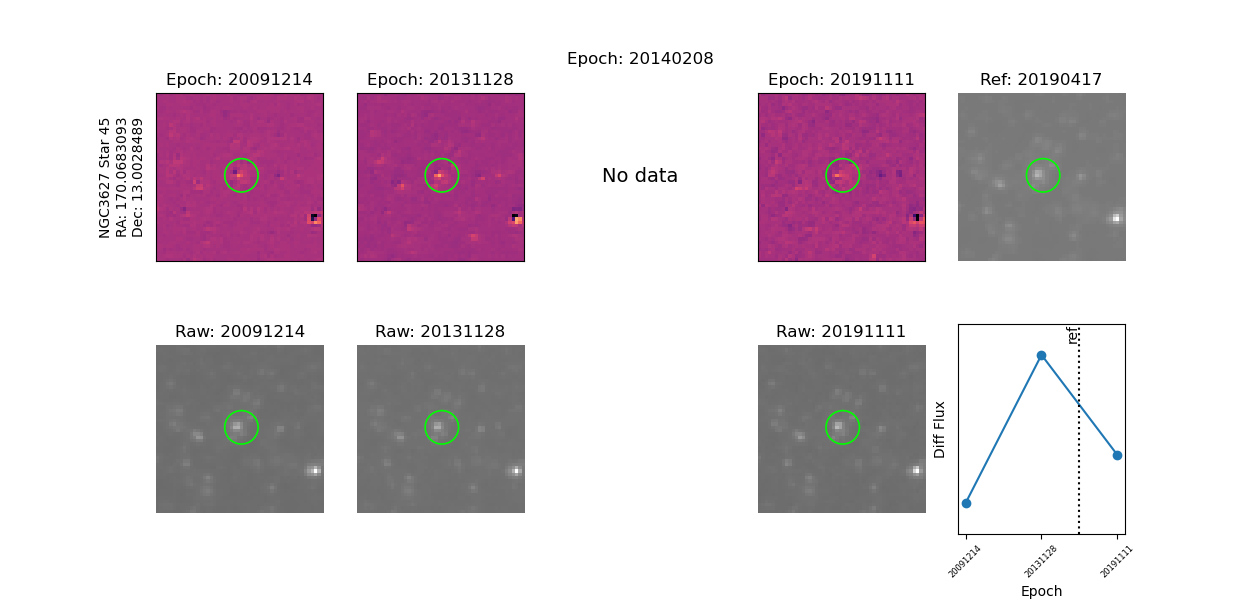 Epoch: 20140208
Epoch: 20091214
Epoch: 20131128
Epoch: 20191111
Ref: 20190417
NGC3627 Star 45
RA: 170.0683093
Dec: 13.0028489
No data
Raw: 20091214
Raw: 20131128
Raw: 20191111
ref
Diff Flux
20091214
20131128
20191111
Epoch